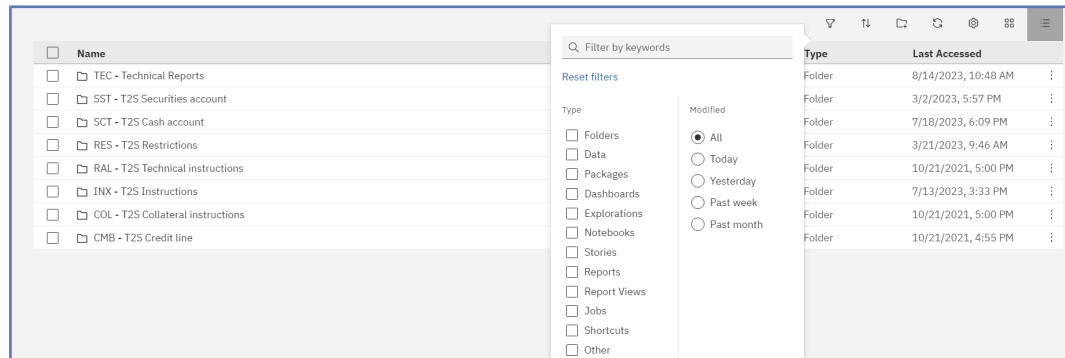 Filter by keywords
Name
Type
Last Accessed
TEC - Technical Reports
Folder
8/14/2023, 10:48 AM
SST - T2S Securities account
Folder
3/2/2023, 5:57 PM
SCT - T2S Cash account
Folder
7/18/2023, 6:09 PM
RES - T2S Restrictions
Folder
3/21/2023, 9:46 AM
RAL - T2S Technical instructions
Folder
10/21/2021, 5:00 PM
INX - T2S Instructions
Folder
7/13/2023, 3:33 PM
COL - T2S Collateral instructions
Folder
10/21/2021, 5:00 PM
CMB - T2S Credit line
Folder
10/21/2021, 4:55 PM
Reset filters
Type
Folders
Data
Packages
Dashboards
Explorations
Notebooks
Stories
Reports
Report Views
Jobs
Shortcuts
Other
Modified
All
Today
Yesterday
Past week
Past month